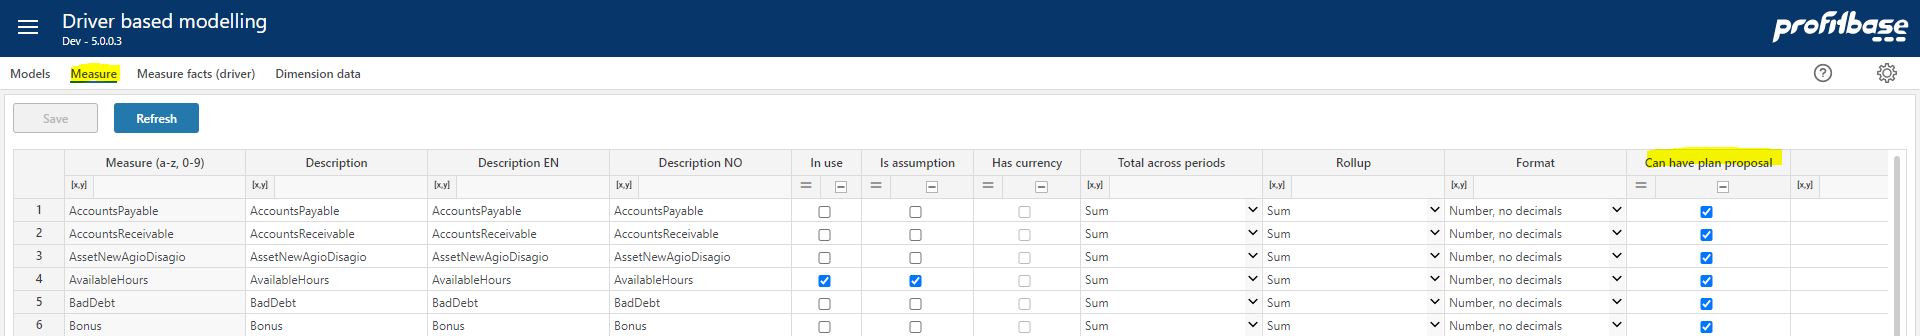 Driver based modelling
Dev - 5.0.0.3
profitbase
Models Measure Measure facts (driver) Dimension data
Save Refresh
Measure (a-z, 0-9) Description Description EN Description NO In use Is assumption Has currency Total across periods Rollup Format Can have plan proposal
[x,y] [x,y] [x,y] [x,y] = = = [x,y] [x,y] [x,y] = [x,y]
1 AccountsPayable AccountsPayable AccountsPayable AccountsPayable Sum Sum Number, no decimals
2 AccountsReceivable AccountsReceivable AccountsReceivable AccountsReceivable Sum Sum Number, no decimals
3 AssetNewAgioDisagio AssetNewAgioDisagio AssetNewAgioDisagio AssetNewAgioDisagio Sum Sum Number, no decimals
4 AvailableHours AvailableHours AvailableHours AvailableHours Sum Sum Number, no decimals
5 BadDebt BadDebt BadDebt BadDebt Sum Sum Number, no decimals
6 Bonus Bonus Bonus Bonus Sum Sum Number, no decimals